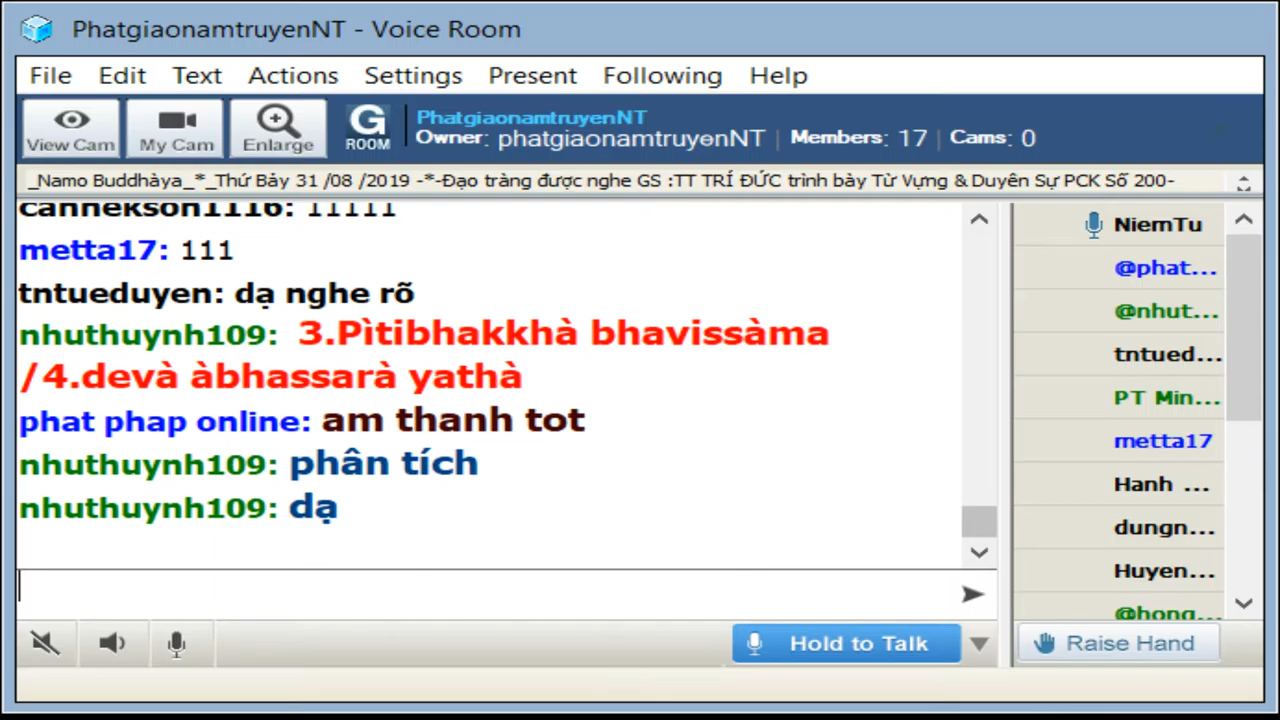 PhatgiaonamtruyenNT - Voice Room
File Edit Text Actions Settings Present Following Help
View Cam My Cam Enlarge G ROOM
PhatgiaonamtruyenNT
Owner: phatgiaonamtruyenNT | Members: 17 | Cams: 0
_Namo Buddhàya_*_Thứ Bảy 31 /08 /2019 -*-Đạo tràng được nghe GS :TT TRÍ ĐỨC trình bày Từ Vựng & Duyên Sự PCK Số 200-
cannekson1116: 11111
metta17: 111
tntueduyen: dạ nghe rõ
nhuthuynh109: 3.Pìtibhakkhà bhavissàma
/4.devà àbhassarà yathà
phat phap online: am thanh tot
nhuthuynh109: phân tích
nhuthuynh109: dạ
Hold to Talk
NiemTu
@phat...
@nhut...
tntued...
PT Min...
metta17
Hanh ...
dungn...
Huyen...
@hong...
Raise Hand